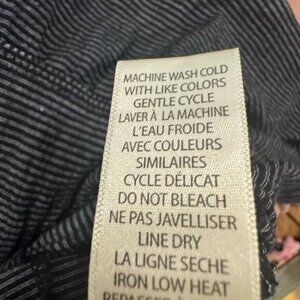 MACHINE WASH COLD
WITH LIKE COLORS
GENTLE CYCLE
LAVER À LA MACHINE
L'EAU FROIDE
AVEC COULEURS
SIMILAIRES
CYCLE DÉLICAT
DO NOT BLEACH
NE PAS JAVELLISER
LINE DRY
LA LIGNE SECHE
IRON LOW HEAT